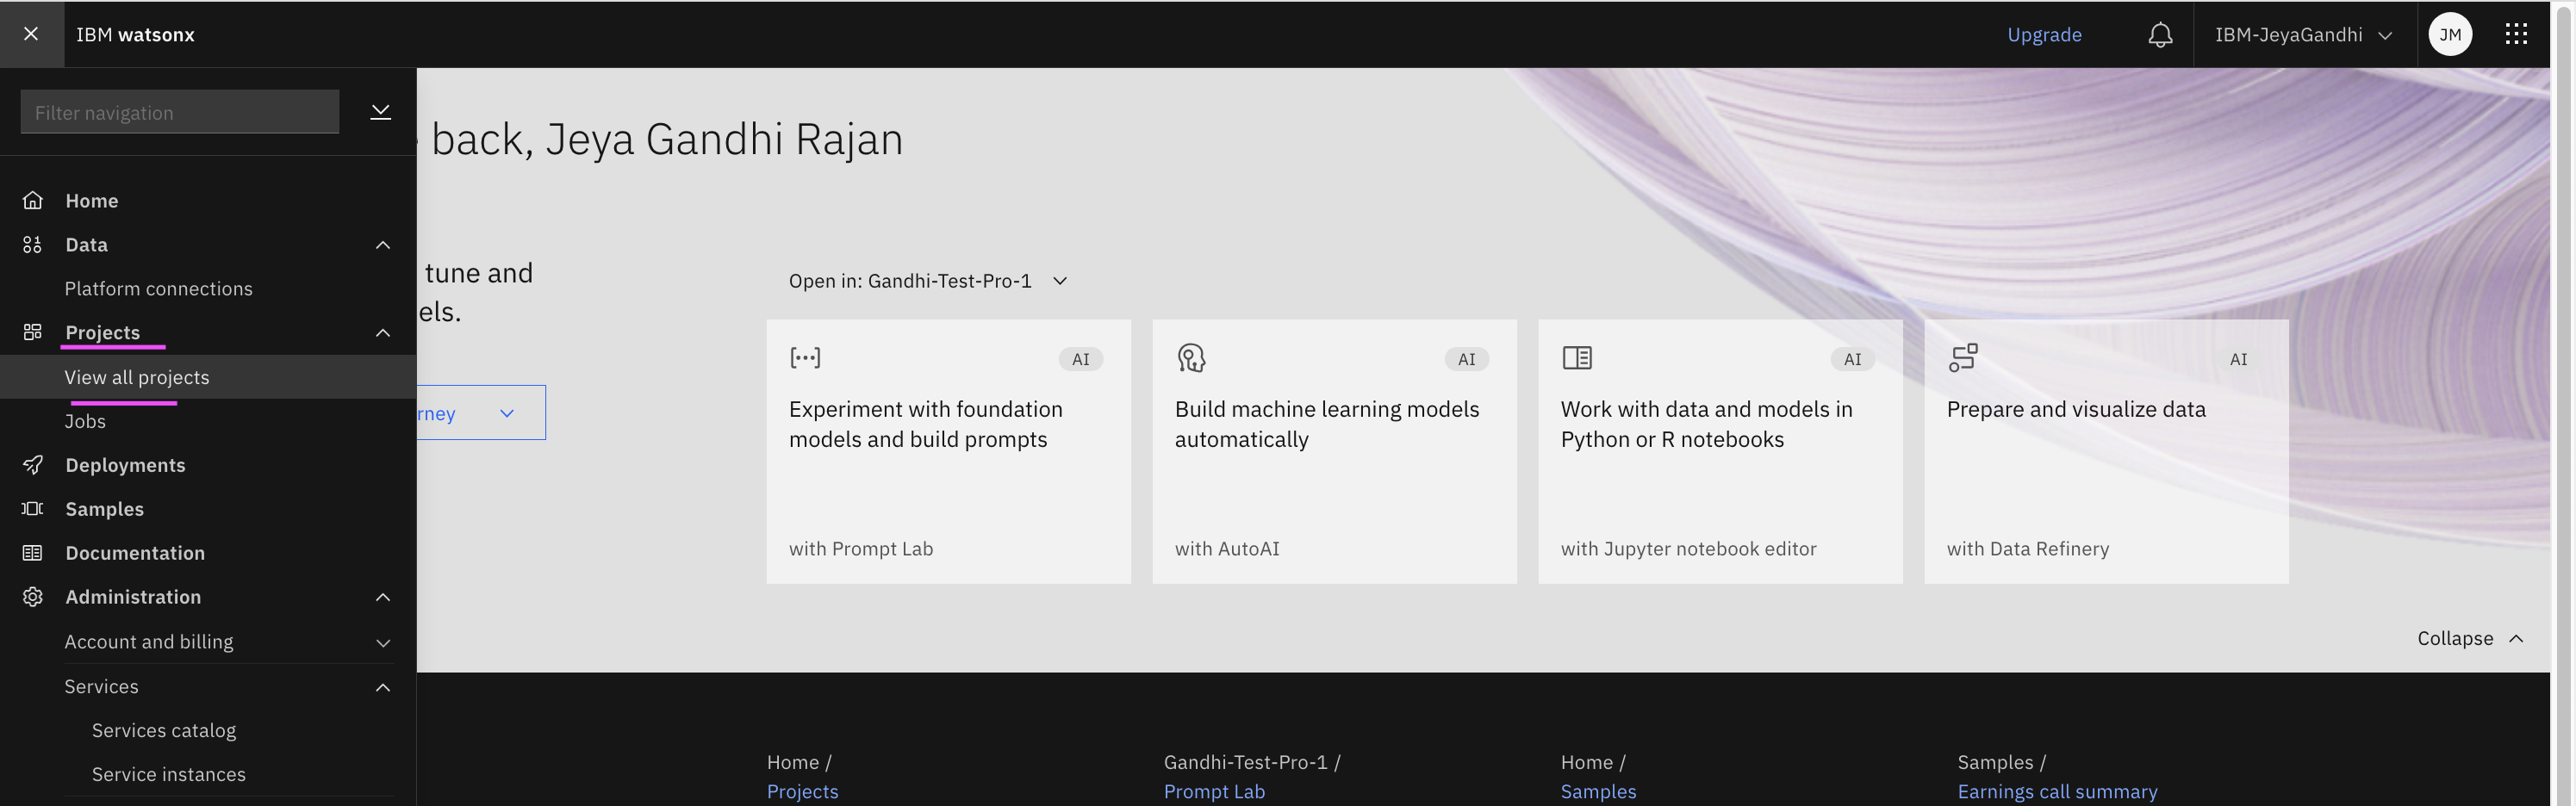 IBM watsonx
Upgrade
IBM-JeyaGandhi
JM
Filter navigation
Home
Data
Platform connections
Projects
View all projects
Jobs
Deployments
Samples
Documentation
Administration
Account and billing
Services
Services catalog
Service instances
back, Jeya Gandhi Rajan
tune and
els.
rney
Open in: Gandhi-Test-Pro-1
AI
Experiment with foundation
models and build prompts
with Prompt Lab
AI
Build machine learning models
automatically
with AutoAI
AI
Work with data and models in
Python or R notebooks
with Jupyter notebook editor
AI
Prepare and visualize data
with Data Refinery
Collapse
Home /
Projects
Gandhi-Test-Pro-1 /
Prompt Lab
Home /
Samples
Samples /
Earnings call summary